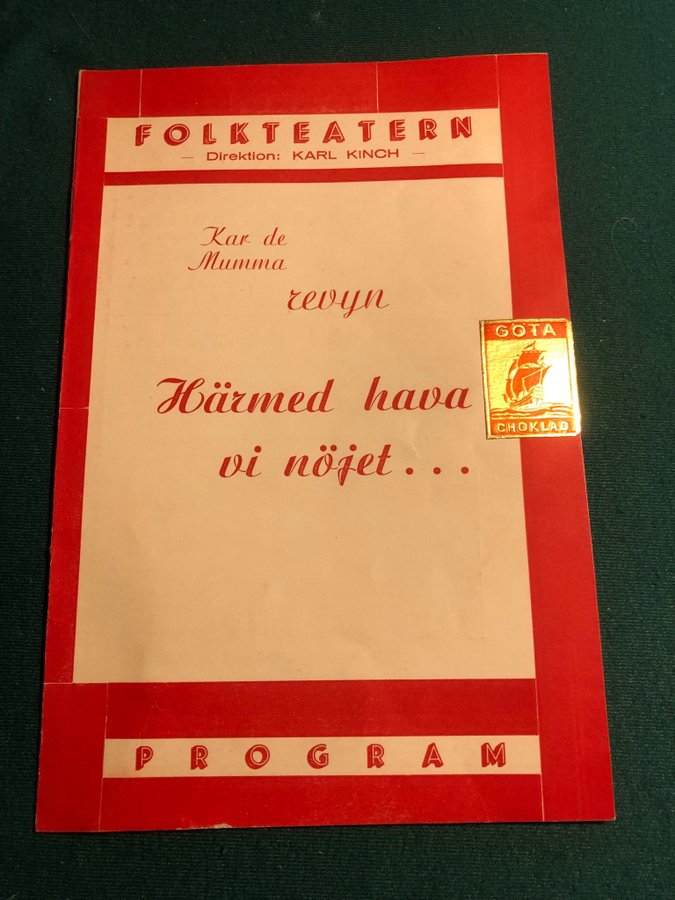 FOLKTEATERN
— Direktion: KARL KINCH —
Kar de
Mumma
revyn
Härmed hava
vi nöjet...
GÖTA
CHOKLAD
PROGRAM